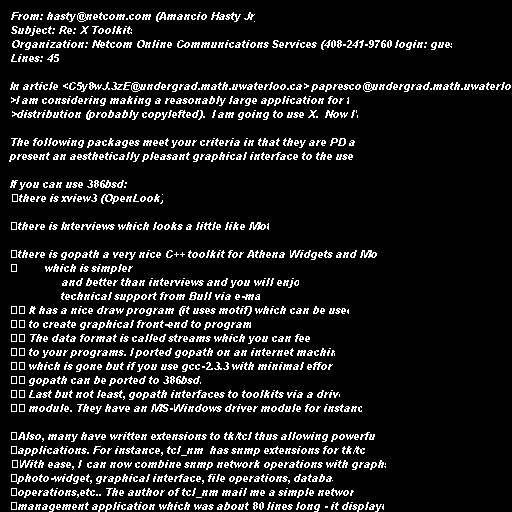 From: hasty@netcom.com (Amancio Hasty Jr
Subject: Re: X Toolkits
Organization: Netcom Online Communications Services (408-241-9760 login: gue
Lines: 45

In article <C5y8wJ.3zE@undergrad.math.uwaterloo.ca> papresco@undergrad.math.uwaterlo
>I am considering making a reasonably large application for
>distribution (probably copylefted).  I am going to use X.  Now I'

The following packages meet your criteria in that they are PD a
present an aesthetically pleasant graphical interface to the use

If you can use 386bsd:
there is xview3 (OpenLook)

there is Interviews which looks a little like Mot

there is gopath a very nice C++ toolkit for Athena Widgets and Mo
which is simpler
and better than interviews and you will enjo
technical support from Bull via e-ma
It has a nice draw program (it uses motif) which can be used
to create graphical front-end to program
The data format is called streams which you can fee
to your programs. I ported gopath on an internet machin
which is gone but if you use gcc-2.3.3 with minimal effor
gopath can be ported to 386bsd.
Last but not least, gopath interfaces to toolkits via a drive
module. They have an MS-Windows driver module for instanc

Also, many have written extensions to tk/tcl thus allowing powerfu
applications. For instance, tcl_nm  has snmp extensions for tk/tc
With ease, I can now combine snmp network operations with graph
photo-widget, graphical interface, file operations, databa
operations,etc.. The author of tcl_nm mail me a simple networ
management application which was about 80 lines long - it displaye